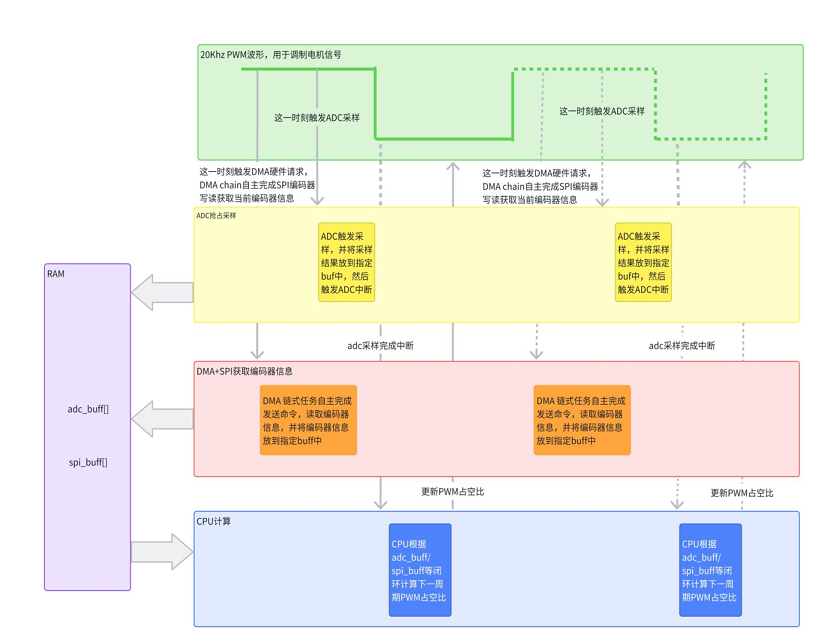 20Khz PWM波形，用于调制电机信号
这一时刻触发ADC采样
这一时刻触发ADC采样
这一时刻触发DMA硬件请求，
DMA chain自主完成SPI编码器
写读获取当前编码器信息
这一时刻触发DMA硬件请求，
DMA chain自主完成SPI编码器
写读获取当前编码器信息
ADC抢占采样
ADC触发采
样，并将采样
结果放到指定
buf中，然后
触发ADC中断
ADC触发采
样，并将采样
结果放到指定
buf中，然后
触发ADC中断
RAM
adc_buff[]
spi_buff[]
adc采样完成中断
adc采样完成中断
DMA+SPI获取编码器信息
DMA 链式任务自主完成
发送命令，读取编码器
信息，并将编码器信息
放到指定buff中
DMA 链式任务自主完成
发送命令，读取编码器
信息，并将编码器信息
放到指定buff中
更新PWM占空比
更新PWM占空比
CPU计算
CPU根据
adc_buff/
spi_buff等闭
环计算下一周
期PWM占空比
CPU根据
adc_buff/
spi_buff等闭
环计算下一周
期PWM占空比